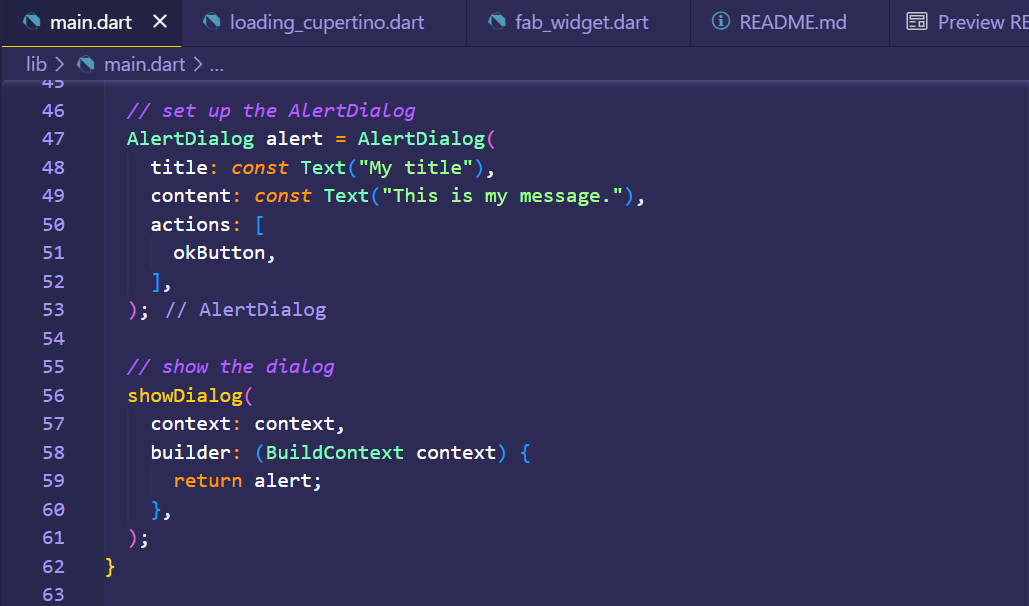 main.dart loading_cupertino.dart fab_widget.dart README.md Preview RE
lib > main.dart > ...
45
46 // set up the AlertDialog
47 AlertDialog alert = AlertDialog(
48 title: const Text("My title"),
49 content: const Text("This is my message."),
50 actions: [
51 okButton,
52 ],
53 ); // AlertDialog
54
55 // show the dialog
56 showDialog(
57 context: context,
58 builder: (BuildContext context) {
59 return alert;
60 },
61 );
62 }
63